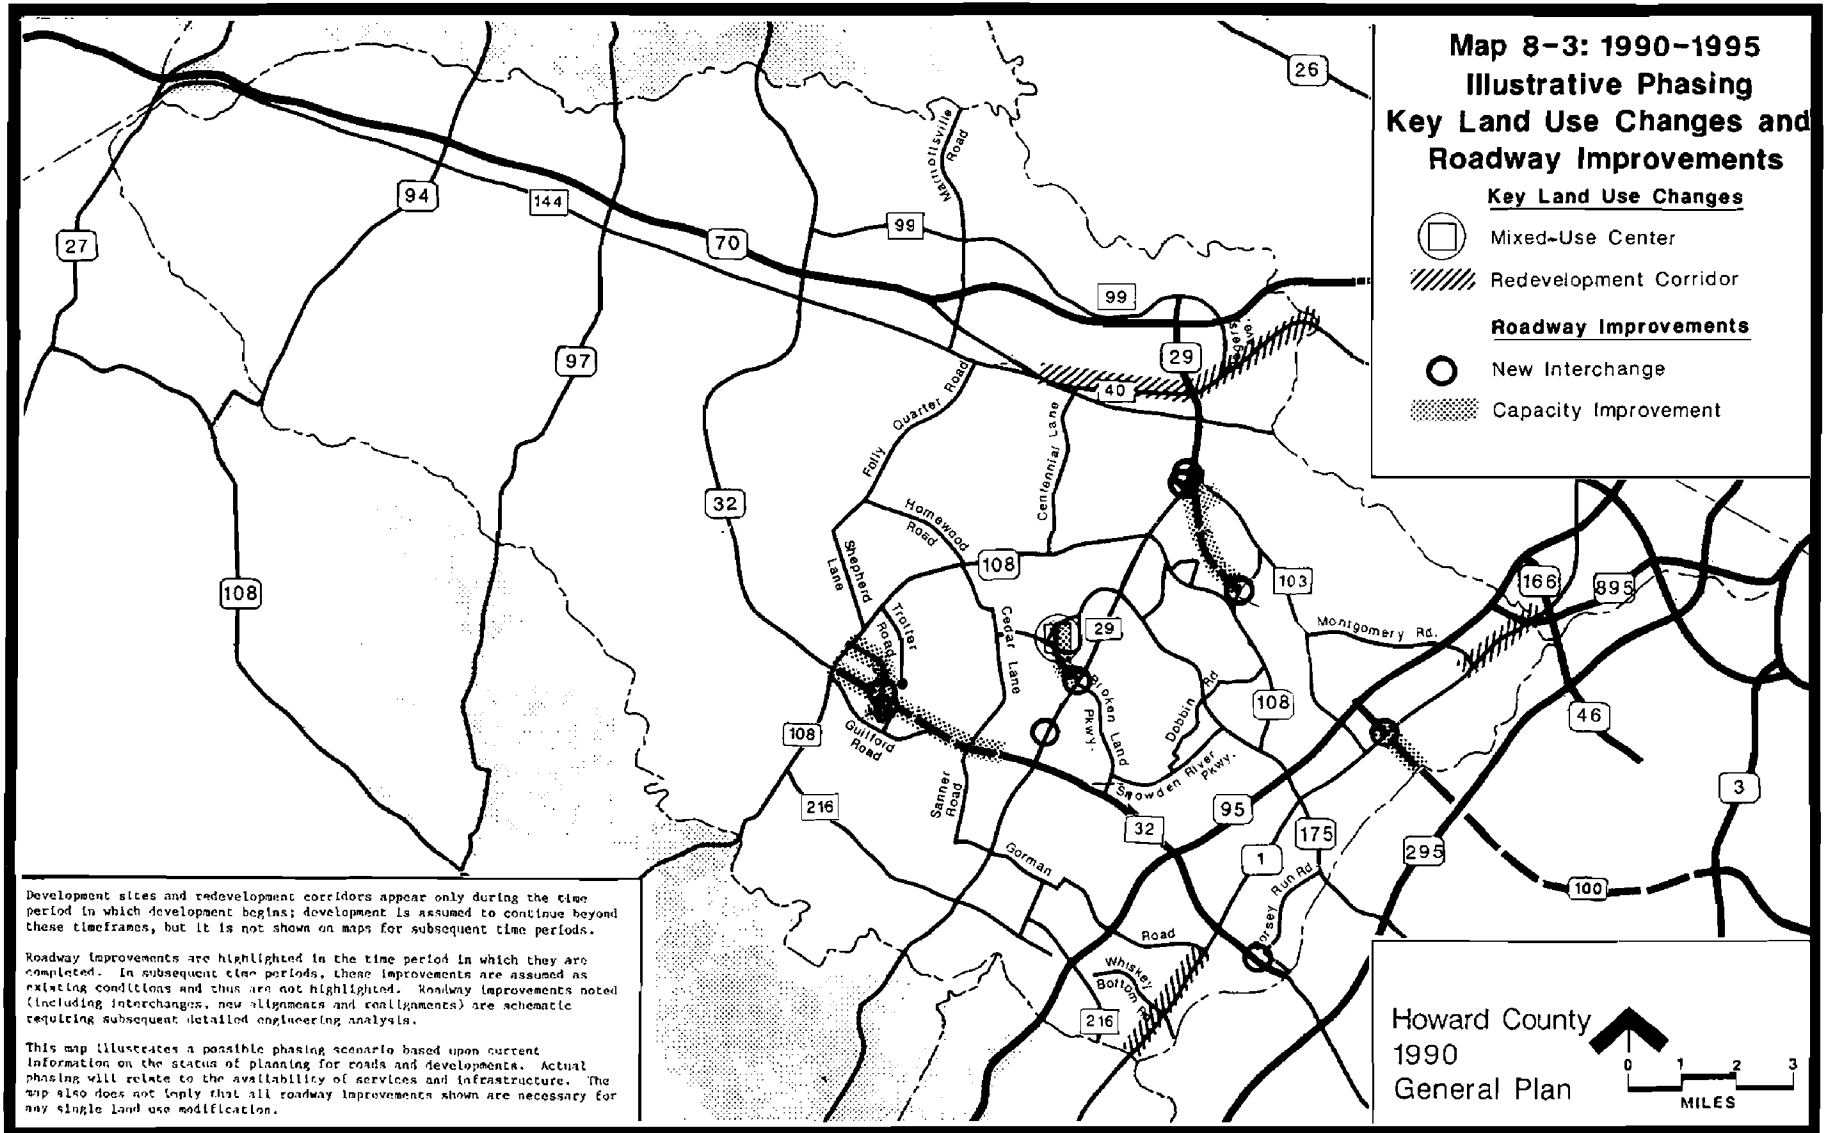 Map 8-3: 1990-1995
Illustrative Phasing
Key Land Use Changes and
Roadway Improvements
Key Land Use Changes
Mixed-Use Center
Redevelopment Corridor
Roadway Improvements
New Interchange
Capacity Improvement
26
Marriottsville
Road
94
144
99
27
70
99
Rogers
Ave.
29
97
40
Folly Quarter Road
Centennial Lane
32
Homewood
Road
108
Shepherd
Lane
108
103
166
895
Trotter
Road
Cedar Lane
29
Montgomery Rd.
Broken Land
Pkwy.
Dobbin Rd
108
46
108
Guilford
Road
Snowden River
Pkwy.
3
216
Sanner
Road
95
32
175
295
Gorman
1
100
Dorsey Run Rd.
Road
Whiskey
Bottom Rd.
216
Development sites and redevelopment corridors appear only during the time
period in which development begins; development is assumed to continue beyond
these timeframes, but it is not shown on maps for subsequent time periods.
Roadway improvements are highlighted in the time period in which they are
completed. In subsequent time periods, these improvements are assumed as
existing conditions and thus are not highlighted. Roadway improvements noted
(including interchanges, new alignments and realignments) are schematic
requiring subsequent detailed engineering analysis.
This map illustrates a possible phasing scenario based upon current
information on the status of planning for roads and developments. Actual
phasing will relate to the availability of services and infrastructure. The
map also does not imply that all roadway improvements shown are necessary for
any single land use modification.
Howard County
1990
General Plan
0 1 2 3
MILES